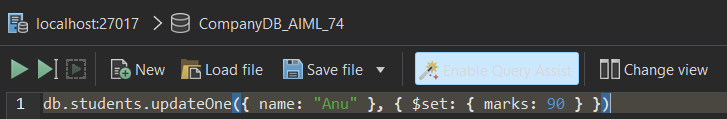 localhost:27017 > CompanyDB_AIML_74
New Load file Save file Enable Query Assist Change view
1 db.students.updateOne({ name: "Anu" }, { $set: { marks: 90 } })